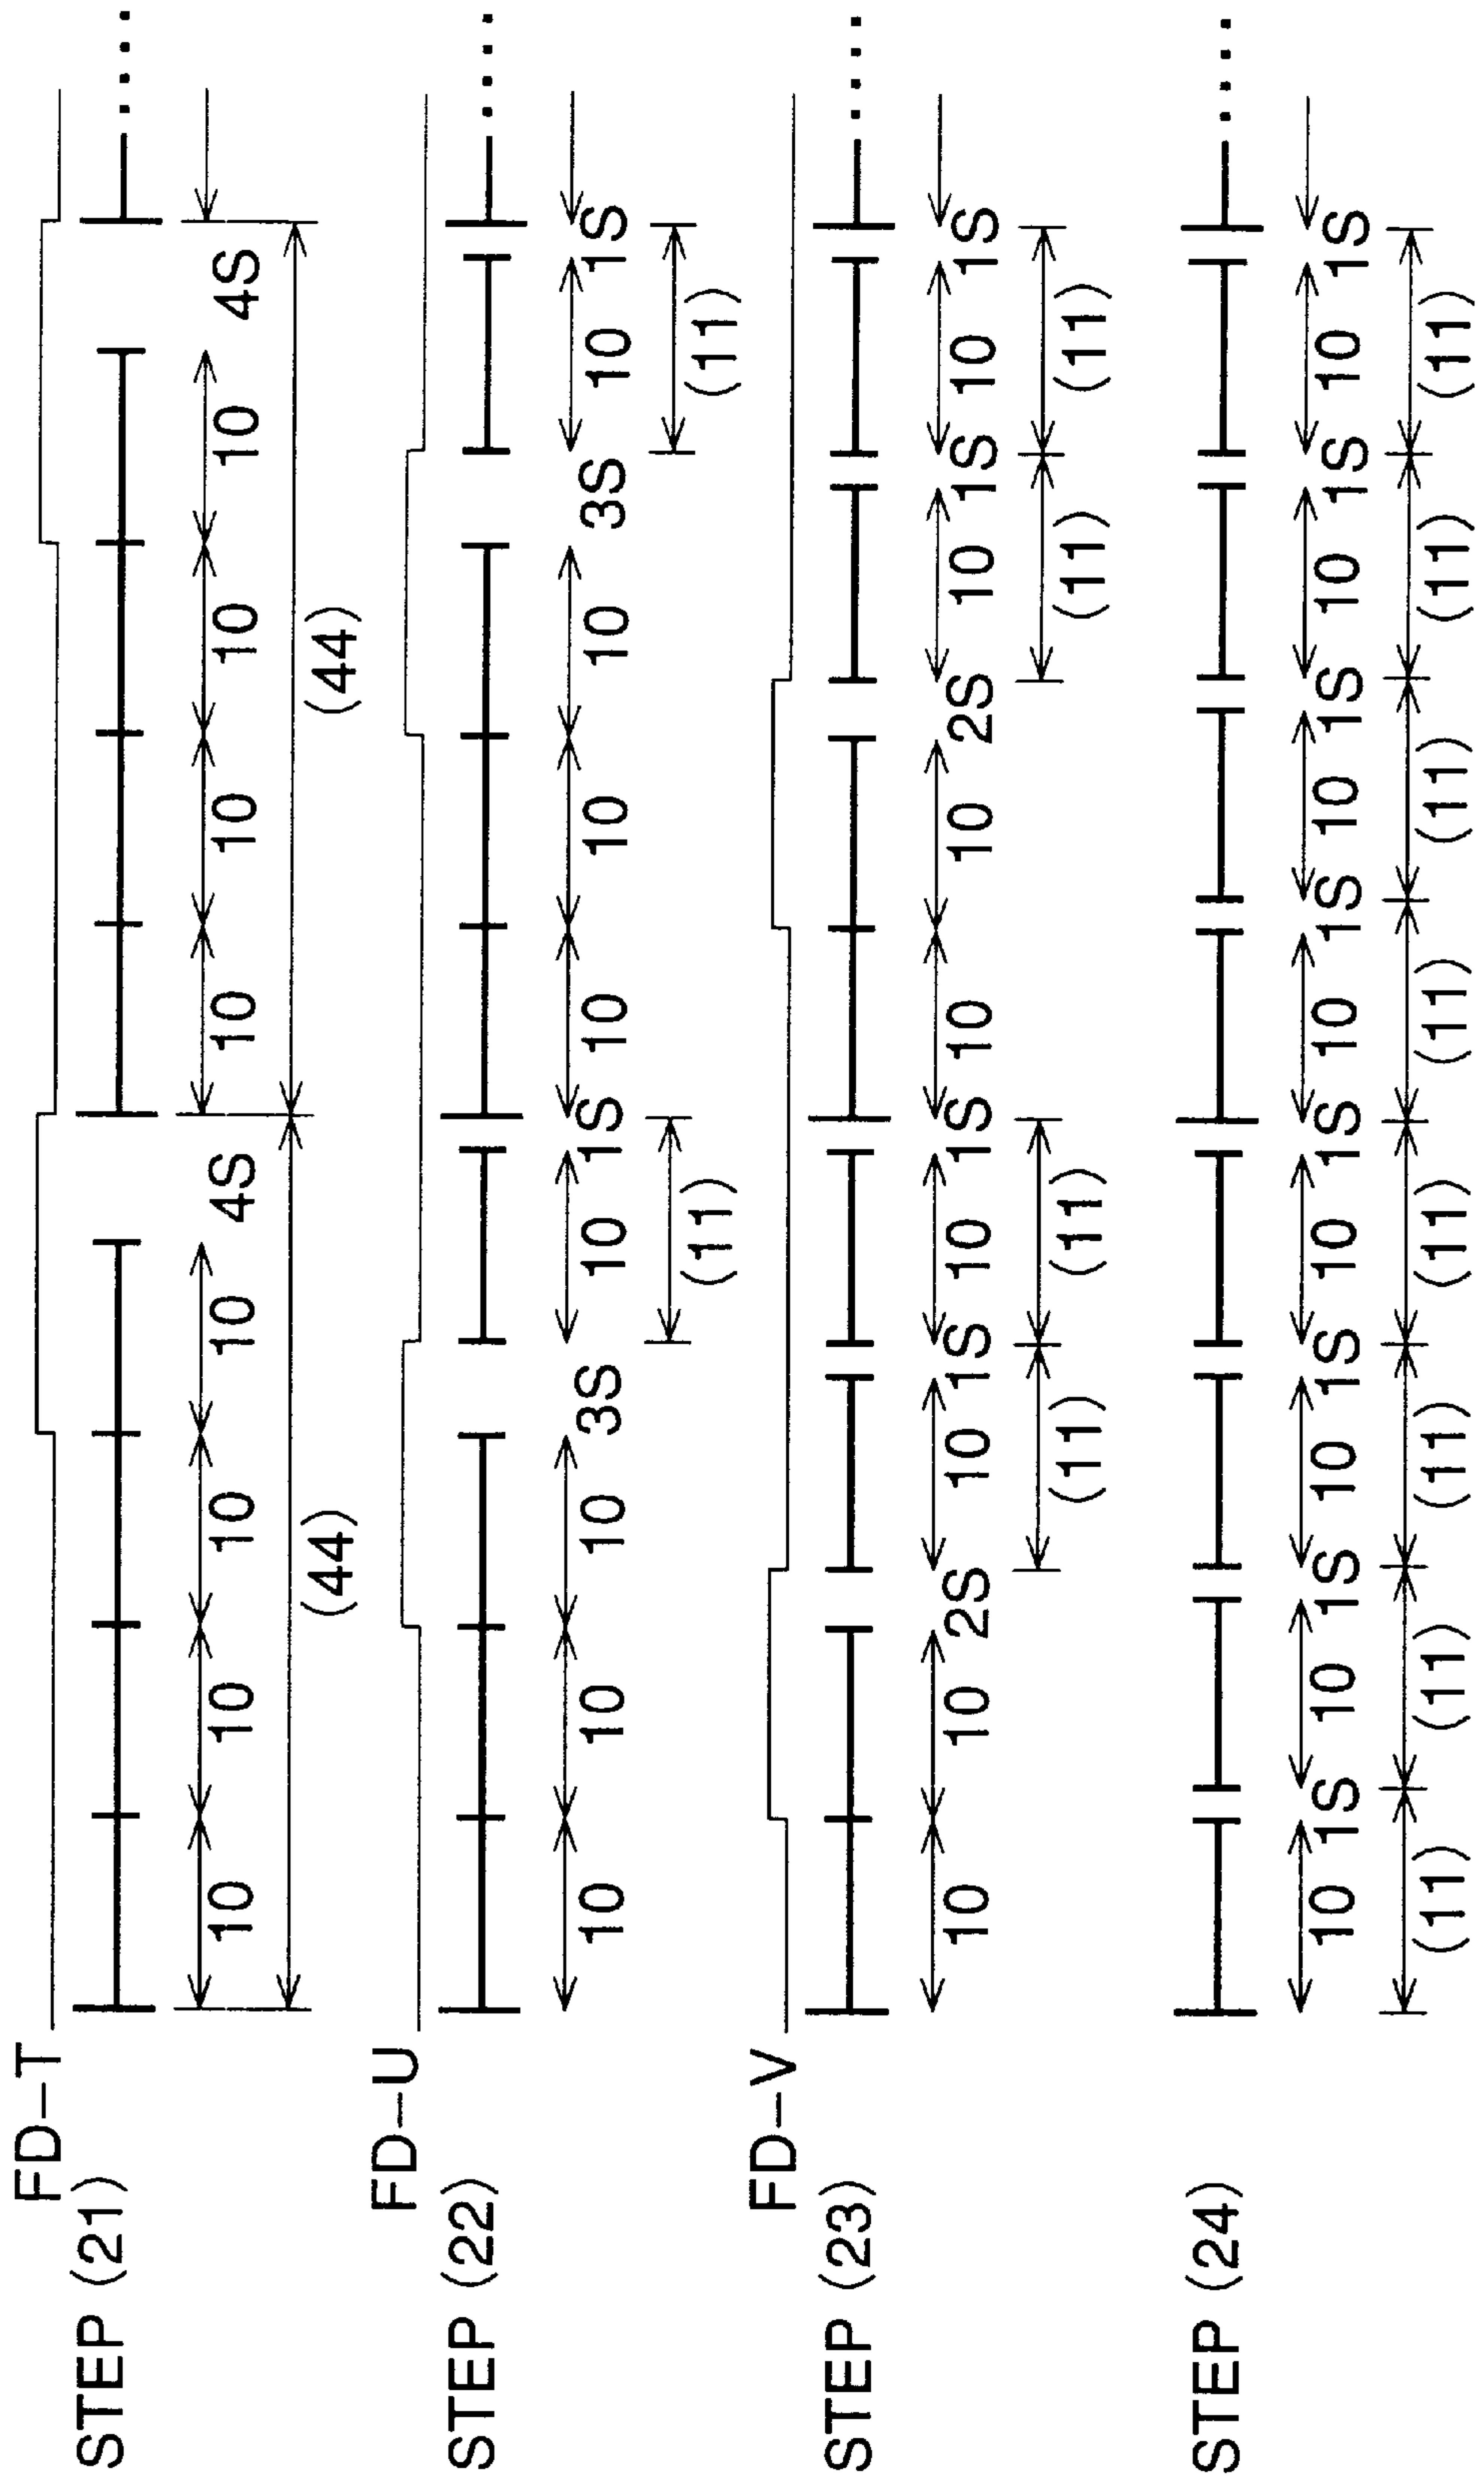 FD-T
STEP (21)
10 10 10 10 4S 10 10 10 10 4S
(44) (44)
FD-U
STEP (22)
10 10 10 3S 10 1S 10 10 10 3S 10 1S
(11) (11)
FD-V
STEP (23)
10 10 2S 10 1S 10 1S 10 10 2S 10 1S 10 1S
(11) (11) (11) (11)
STEP (24)
10 1S 10 1S 10 1S 10 1S 10 1S 10 1S 10 1S 10 1S
(11) (11) (11) (11) (11) (11) (11) (11)